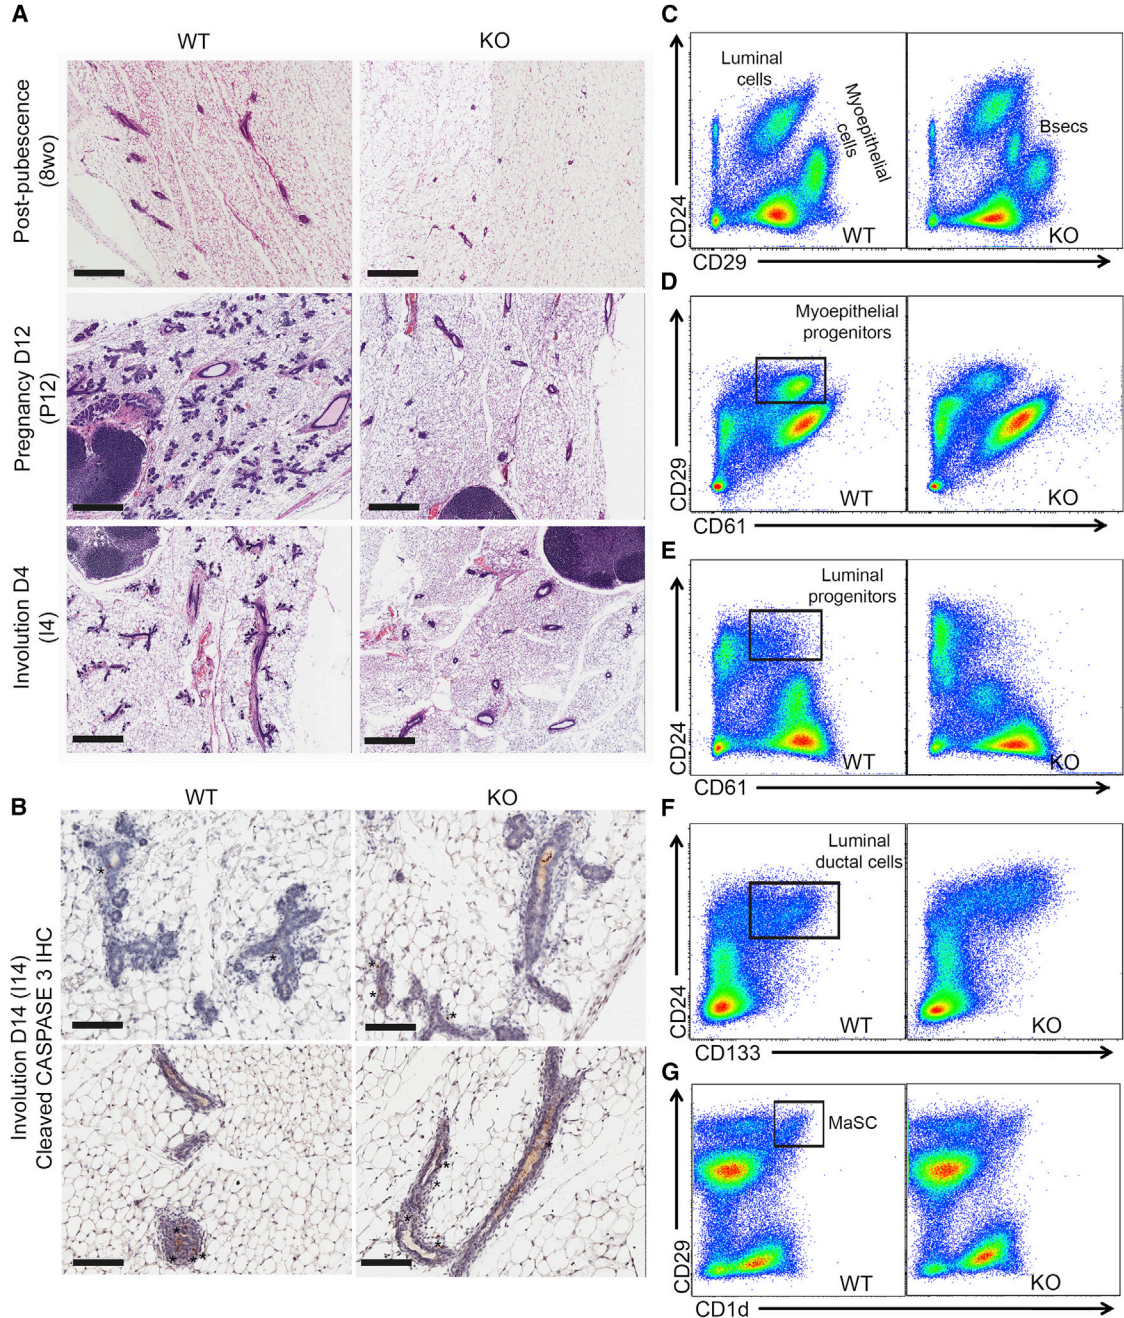 A
WT
KO
Post-pubescence
(8wo)
Pregnancy D12
(P12)
Involution D4
(I4)
B
WT
KO
Involution D14 (I14)
Cleaved CASPASE 3 IHC
*
*
*
*
*
*
*
*
*
*
*
*
*
C
Luminal
cells
Myoepithelial
cells
Bsecs
CD24
WT
KO
CD29
D
Myoepithelial
progenitors
CD29
WT
KO
CD61
E
Luminal
progenitors
CD24
WT
KO
CD61
F
Luminal
ductal cells
CD24
WT
KO
CD133
G
MaSC
CD29
WT
KO
CD1d